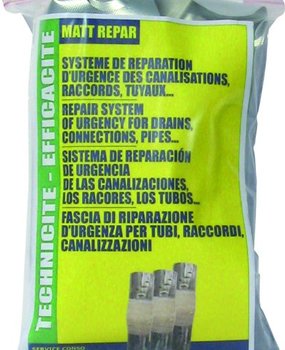 MATT REPAR
TECHNICITE - EFFICACITE
SYSTEME DE REPARATION
D'URGENCE DES CANALISATIONS,
RACCORDS, TUYAUX...
REPAIR SYSTEM
OF URGENCY FOR DRAINS,
CONNECTIONS, PIPES...
SISTEMA DE REPARACIÓN
DE URGENCIA
DE LAS CANALIZACIONES,
LOS RACORES, LOS TUBOS...
FASCIA DI RIPARAZIONE
D'URGENZA PER TUBI, RACCORDI,
CANALIZZAZIONI